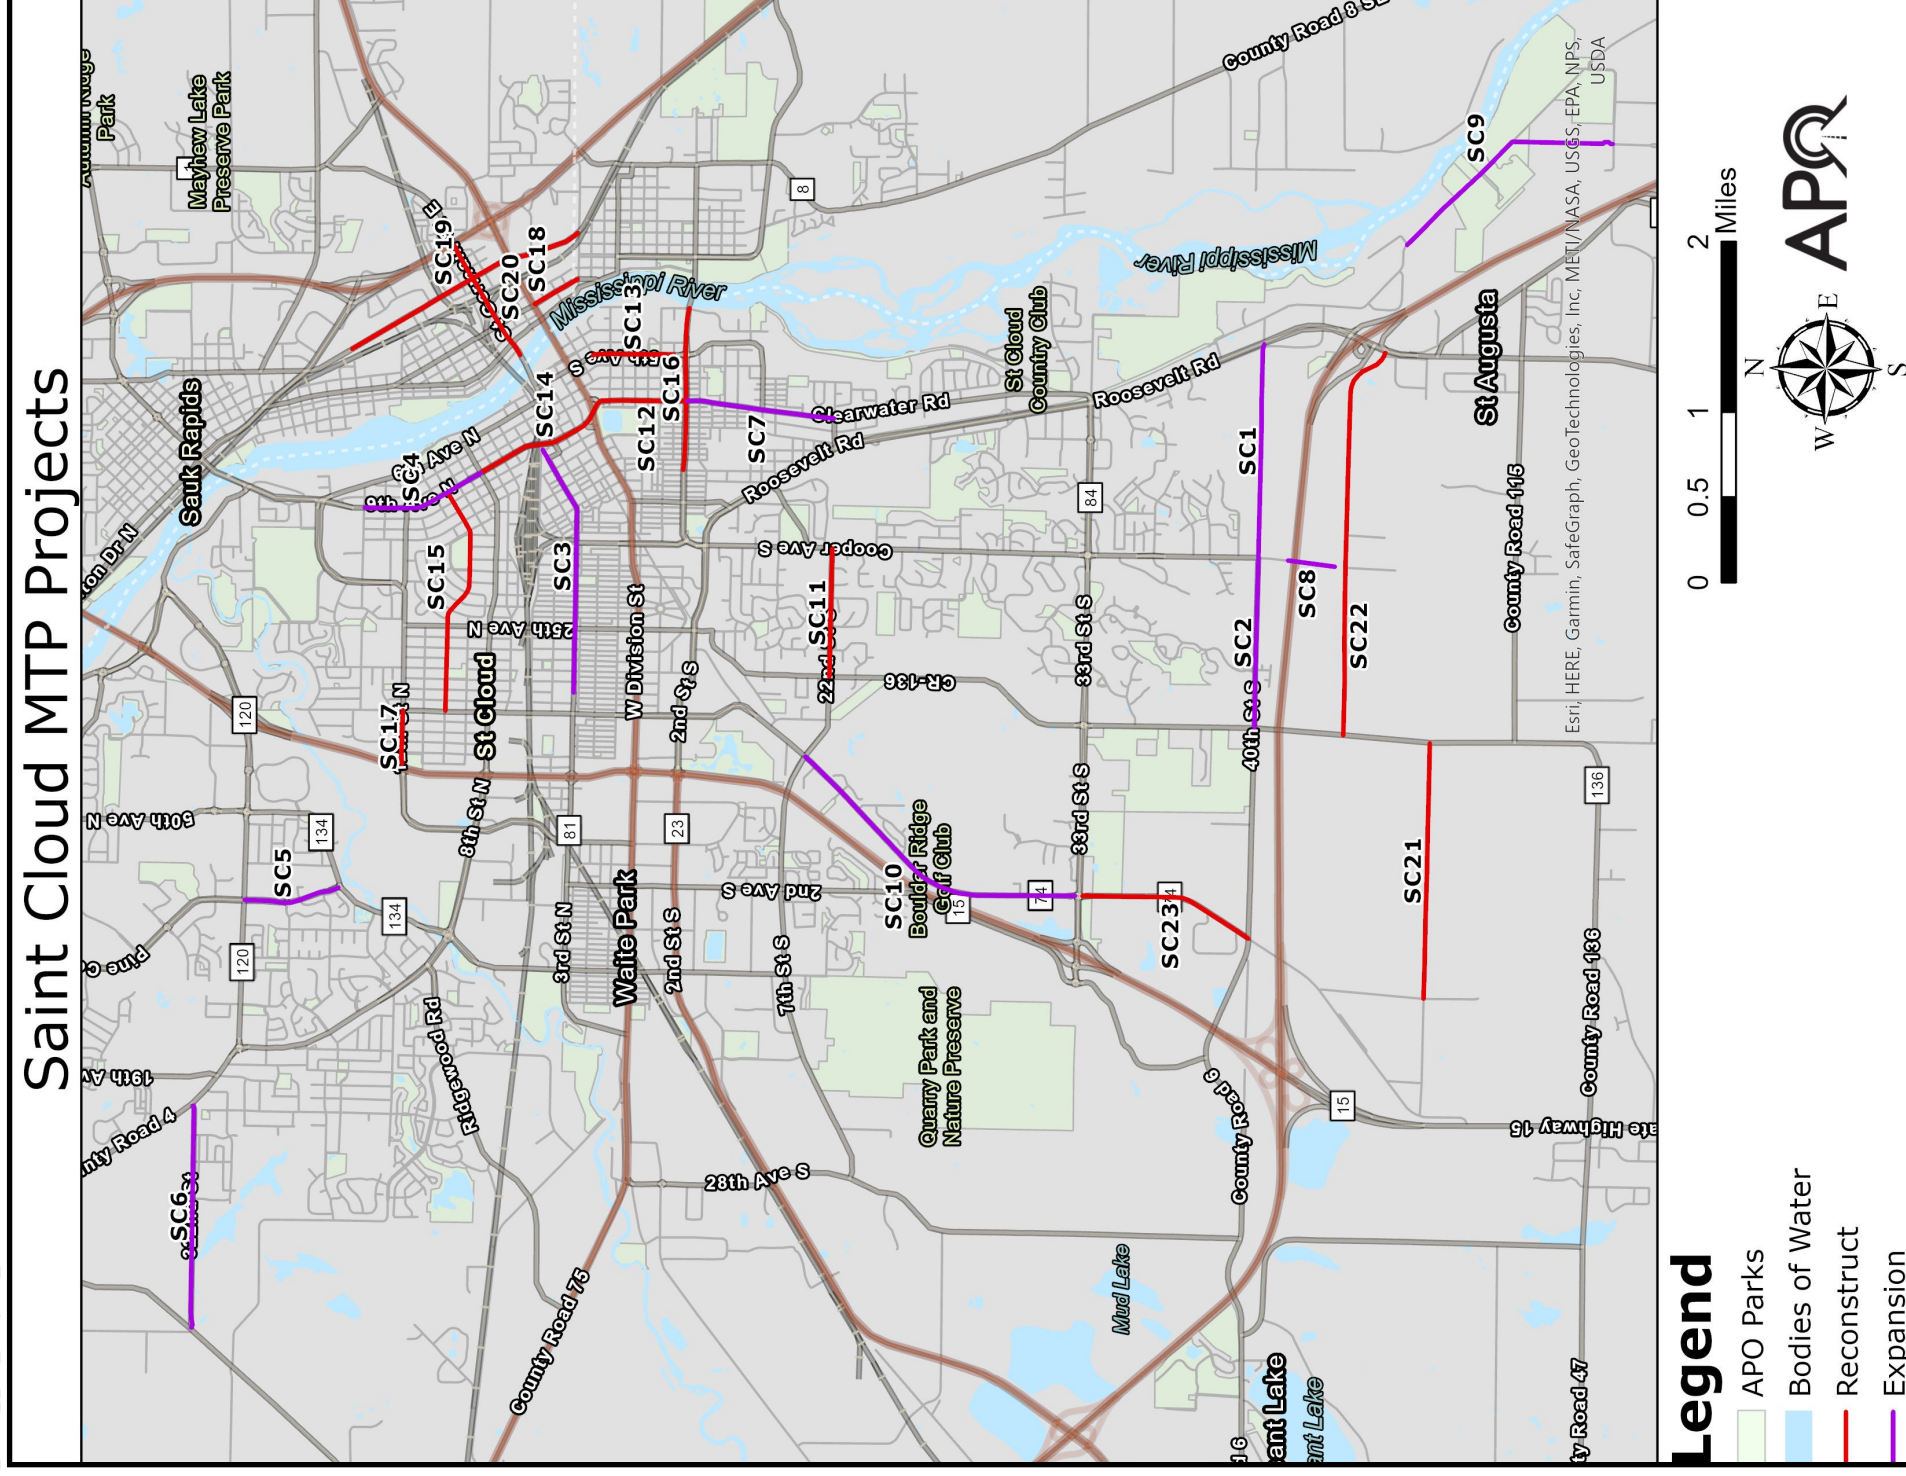 Saint Cloud MTP Projects
Park
Mayhew Lake
Preserve Park
1
County Road 4
19th Av
120
50th Ave N
134
SC5
134
120
SC6
Ridgewood Rd
Sauk Rapids
SC4
SC19
SC20
SC18
Mississippi River
SC14
SC15
SC17
St Cloud
8th St N
25th Ave N
SC3
81
3rd St N
W Division St
Waite Park
23
2nd St S
2nd St S
2nd Ave S
7th St S
28th Ave S
County Road 75
SC13
SC12
SC16
SC7
Clearwater Rd
Roosevelt Rd
Cooper Ave S
SC11
CR-136
SC10
Boulder Ridge
Golf Club
15
Quarry Park and
Nature Preserve
8
County Road 8 SE
St Cloud
Country Club
Roosevelt Rd
84
33rd St S
33rd St S
SC23
Mississippi River
SC1
SC2
40th St S
SC8
SC22
SC21
SC9
St Augusta
County Road 115
136
County Road 136
County Road 6
15
Mud Lake
Esri, HERE, Garmin, SafeGraph, GeoTechnologies, Inc, METI/NASA, USGS, EPA, NPS,
USDA
Legend
APO Parks
Bodies of Water
Reconstruct
Expansion
0 0.5 1 2
Miles
N
W E
S
APO